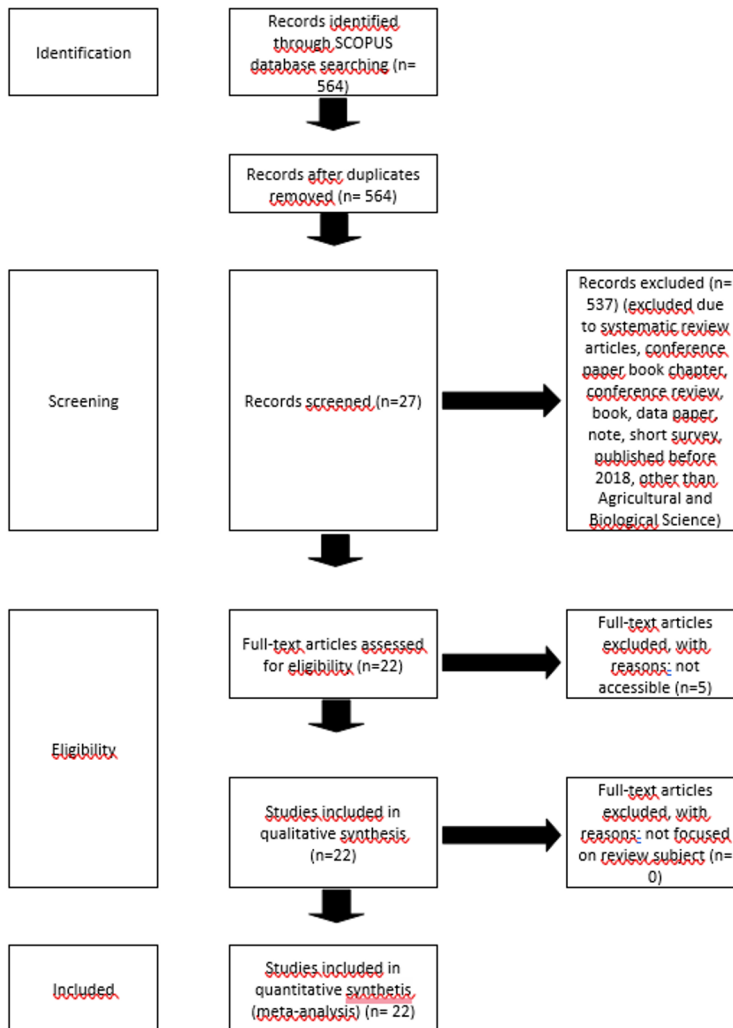 Identification
Records identified
through SCOPUS
database searching (n=
564)
Records after duplicates
removed (n= 564)
Screening
Records screened (n=27)
Records excluded (n=
537) (excluded due
to systematic review
articles, conference
paper book chapter,
conference review,
book, data paper,
note, short survey,
published before
2018, other than
Agricultural and
Biological Science)
Eligibility
Full-text articles assessed
for eligibility (n=22)
Full-text articles
excluded, with
reasons: not
accessible (n=5)
Studies included in
qualitative synthesis
(n=22)
Full-text articles
excluded, with
reasons: not focused
on review subject (n=
0)
Included
Studies included in
quantitative synthetis
(meta-analysis) (n= 22)